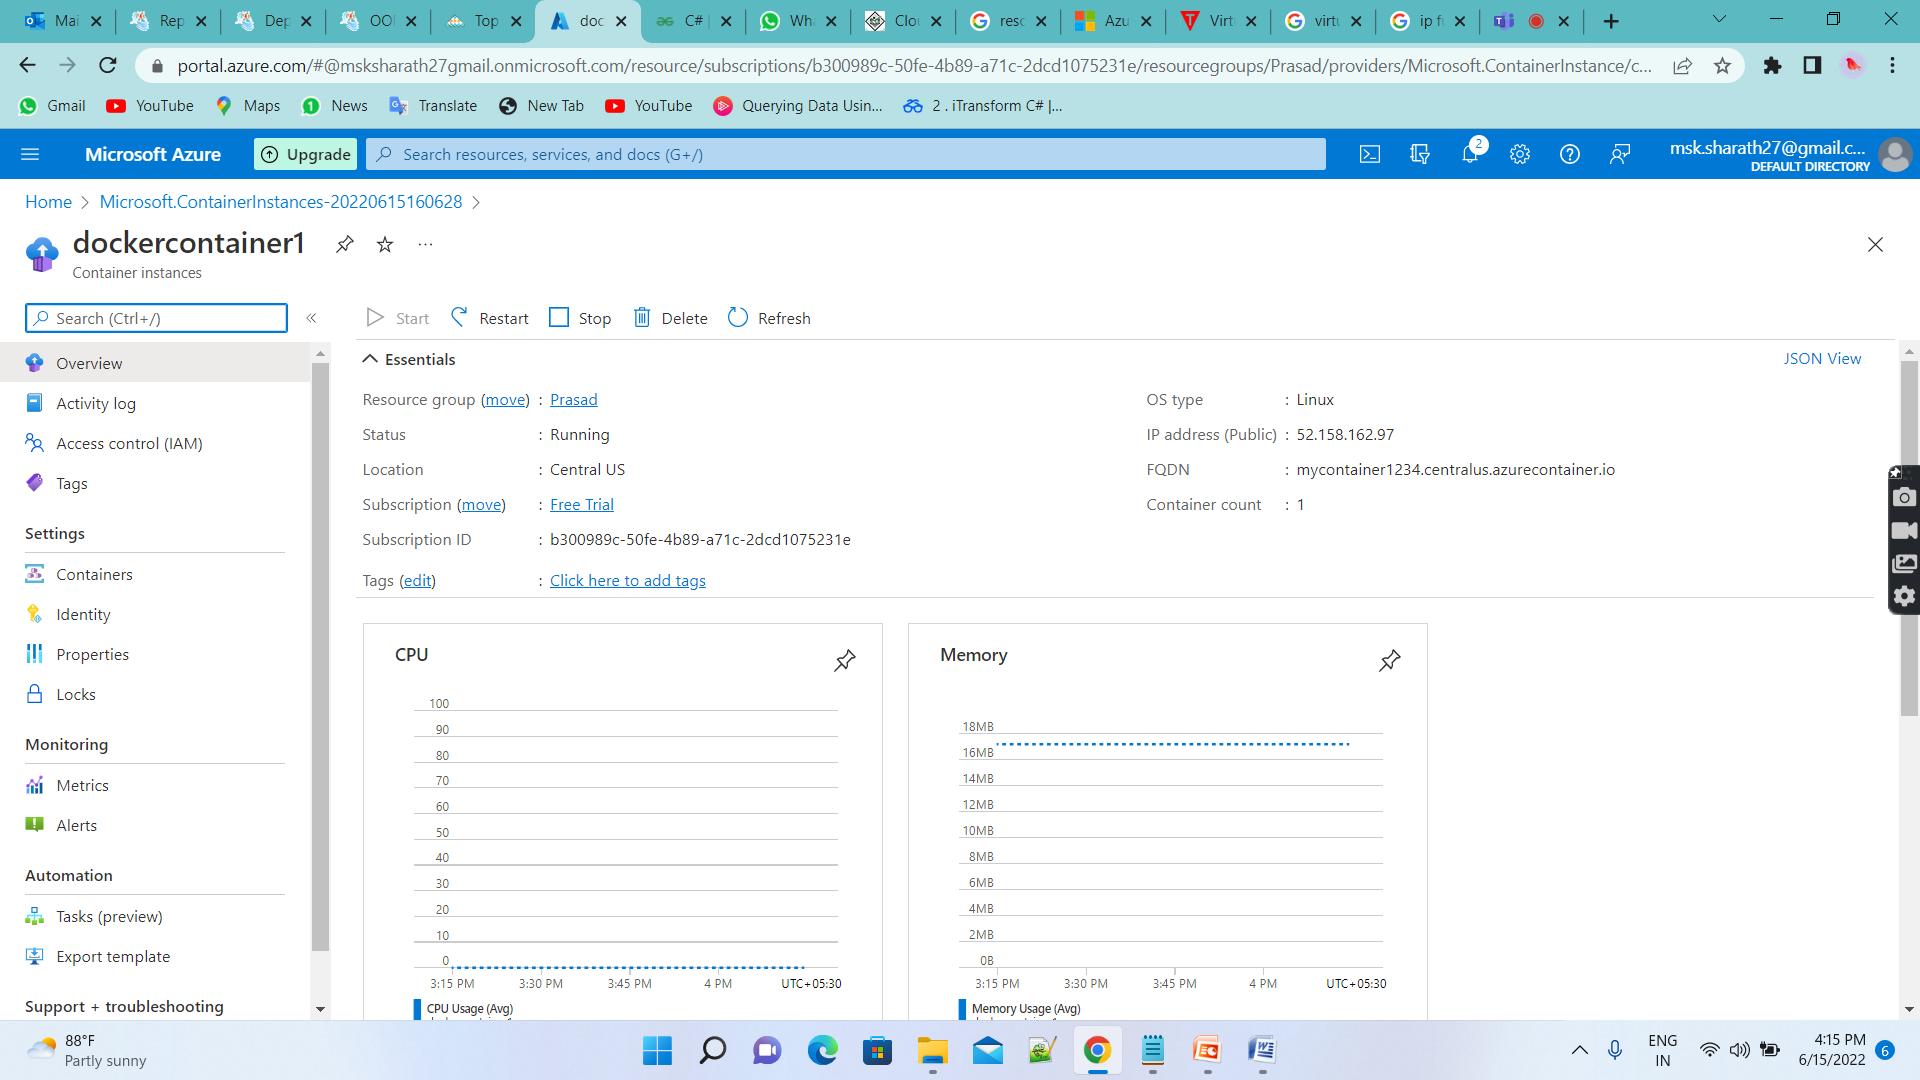 Mai
Rep
Dep
Top
doc
C# |
Wha
Clou
reso
Azu
Virtu
virtu
portal.azure.com/#@msksharath27gmail.onmicrosoft.com/resource/subscriptions/b300989c-50fe-4b89-a71c-2dcd1075231e/resourcegroups/Prasad/providers/Microsoft.ContainerInstance/c...
Gmail
YouTube
Maps
News
Translate
New Tab
YouTube
Querying Data Usin...
2 . iTransform C# |...
Microsoft Azure
Upgrade
Search resources, services, and docs (G+/)
2
msk.sharath27@gmail.c...
DEFAULT DIRECTORY
Home > Microsoft.ContainerInstances-20220615160628 >
dockercontainer1
Container instances
Search (Ctrl+/)
Start
Restart
Stop
Delete
Refresh
Overview
Activity log
Access control (IAM)
Tags
Settings
Containers
Identity
Properties
Locks
Monitoring
Metrics
Alerts
Automation
Tasks (preview)
Export template
Support + troubleshooting
Essentials
JSON View
Resource group (move) : Prasad
Status : Running
Location : Central US
Subscription (move) : Free Trial
Subscription ID : b300989c-50fe-4b89-a71c-2dcd1075231e
Tags (edit) : Click here to add tags
OS type : Linux
IP address (Public) : 52.158.162.97
FQDN : mycontainer1234.centralus.azurecontainer.io
Container count : 1
CPU
100
90
80
70
60
50
40
30
20
10
0
3:15 PM 3:30 PM 3:45 PM 4 PM UTC+05:30
CPU Usage (Avg)
Memory
18MB
16MB
14MB
12MB
10MB
8MB
6MB
4MB
2MB
0B
3:15 PM 3:30 PM 3:45 PM 4 PM UTC+05:30
Memory Usage (Avg)
88°F
Partly sunny
ENG
IN
4:15 PM
6/15/2022
6